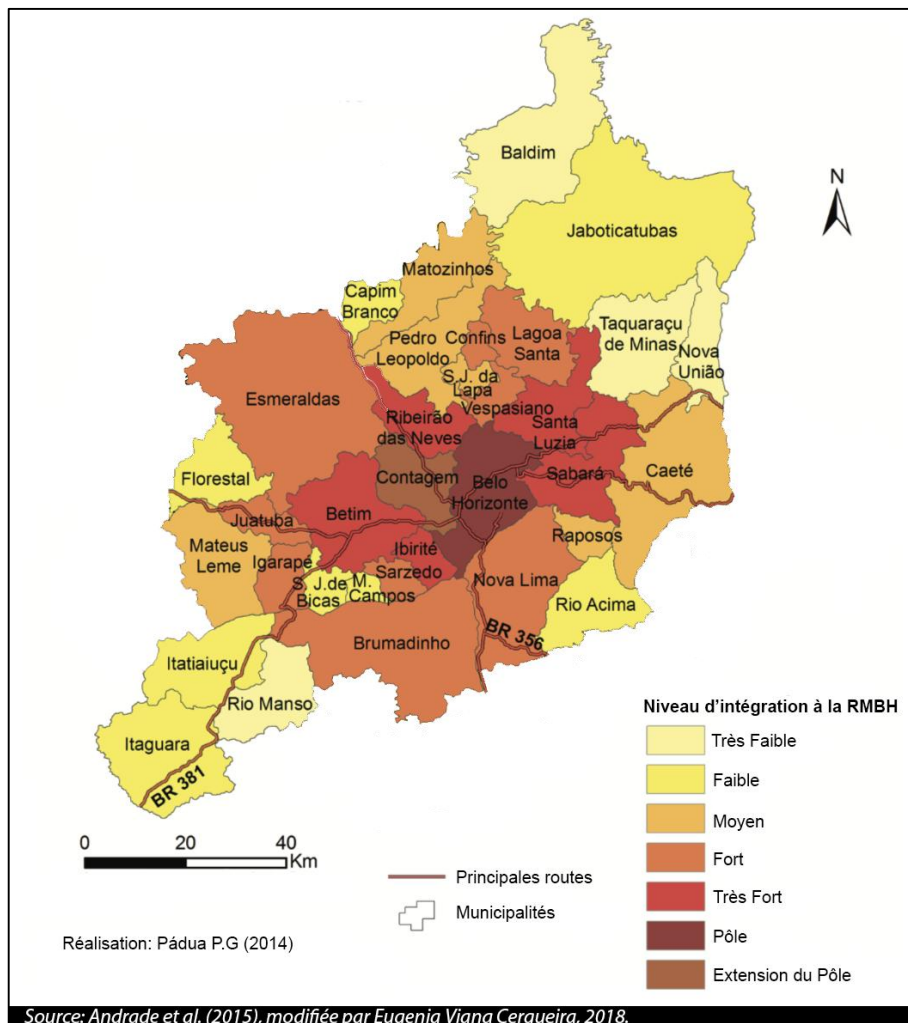 N
Baldim
Jaboticatubas
Matozinhos
Capim
Branco
Taquaraçu
de Minas
Nova
União
Pedro
Leopoldo
Confins
Lagoa
Santa
S.J. da
Lapa
Vespasiano
Esmeraldas
Ribeirão
das Neves
Santa
Luzia
Contagem
Belo
Horizonte
Sabará
Caeté
Florestal
Juatuba
Betim
Mateus
Leme
Igarapé
Ibirité
Raposos
S. J.de
Bicas
M.
Campos
Sarzedo
Nova Lima
Rio Acima
Brumadinho
BR 356
Itatiaiuçu
Rio Manso
Itaguara
BR 381
0 20 40
Km
Principales routes
Municipalités
Réalisation: Pádua P.G (2014)
Niveau d'intégration à la RMBH
Très Faible
Faible
Moyen
Fort
Très Fort
Pôle
Extension du Pôle
Source: Andrade et al. (2015), modifiée par Eugenia Viana Cerqueira, 2018.